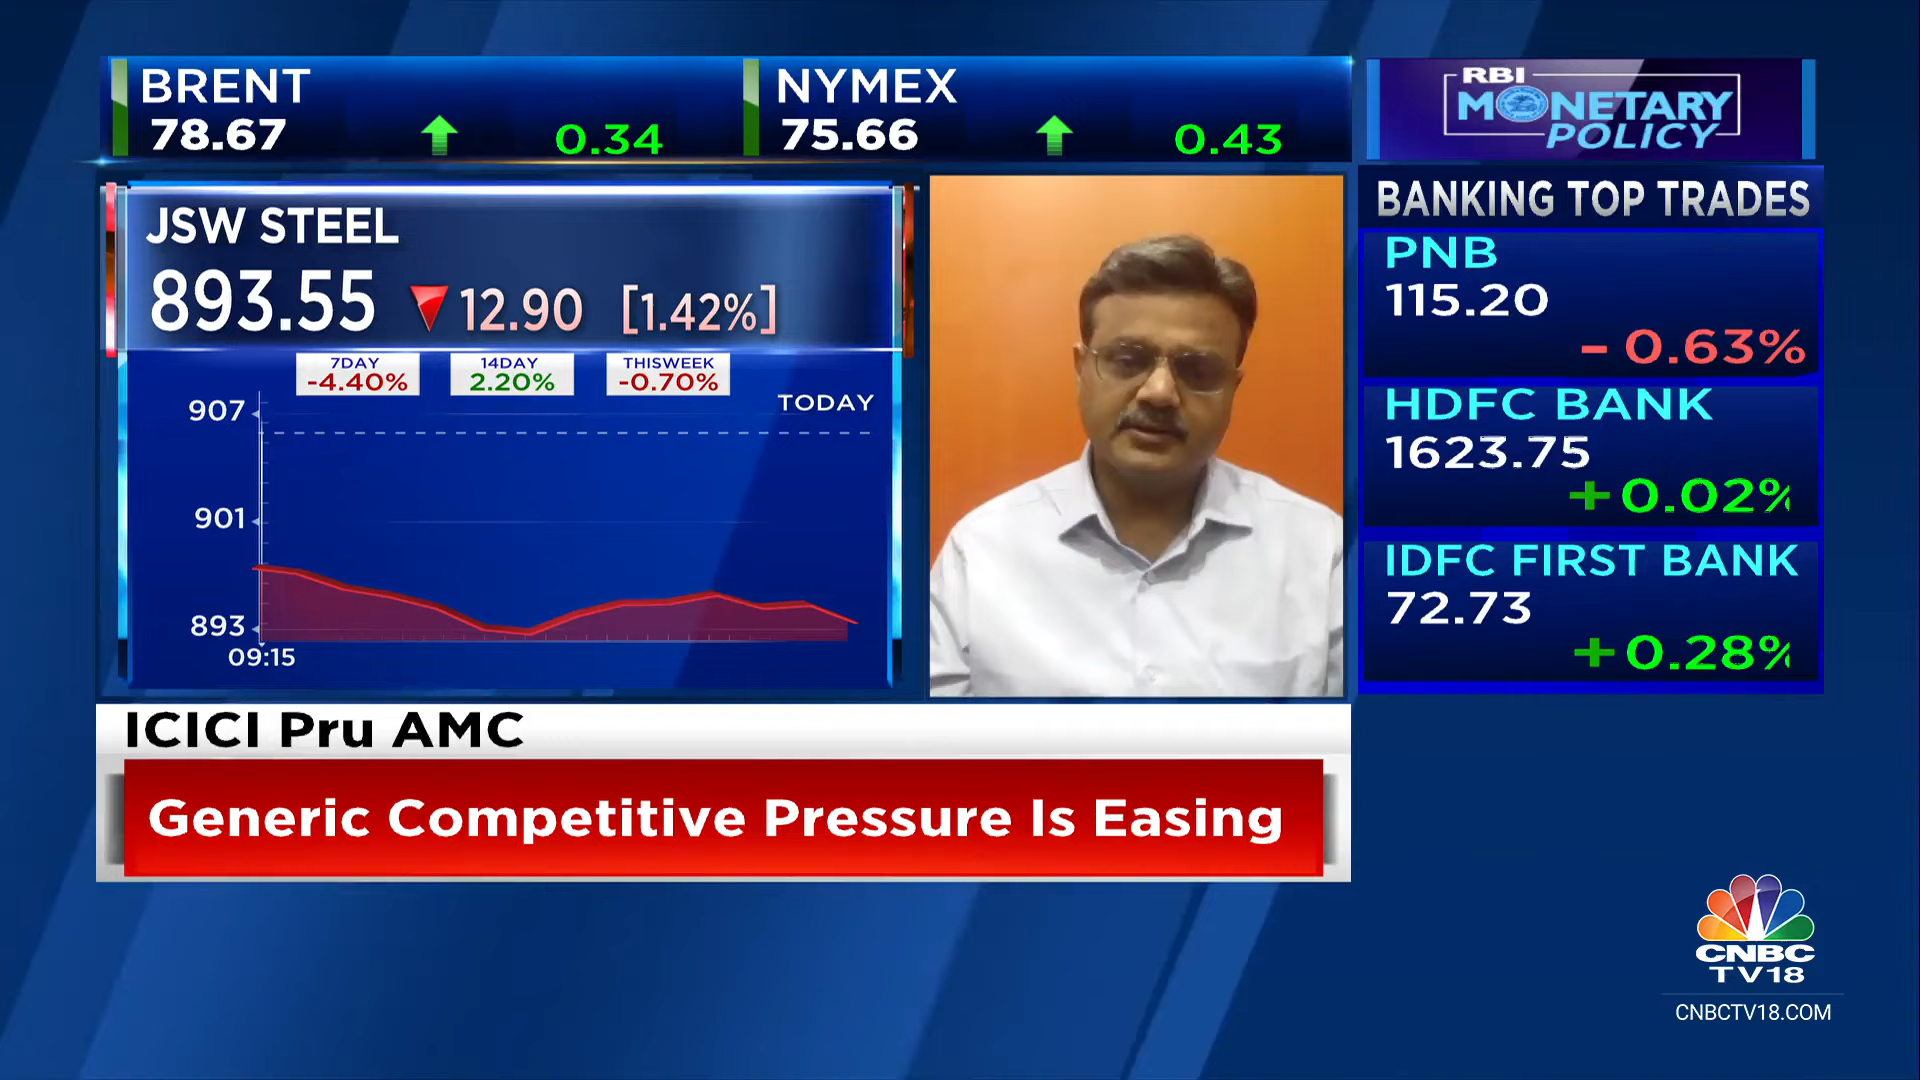 BRENT
78.67
0.34
NYMEX
75.66
0.43
RBI
MONETARY
POLICY
JSW STEEL
893.55
12.90 [1.42%]
7DAY
-4.40%
14DAY
2.20%
THISWEEK
-0.70%
TODAY
907
901
893
09:15
BANKING TOP TRADES
PNB
115.20
- 0.63%
HDFC BANK
1623.75
+0.02%
IDFC FIRST BANK
72.73
+0.28%
ICICI Pru AMC
Generic Competitive Pressure Is Easing
CNBC
TV18
CNBCTV18.COM